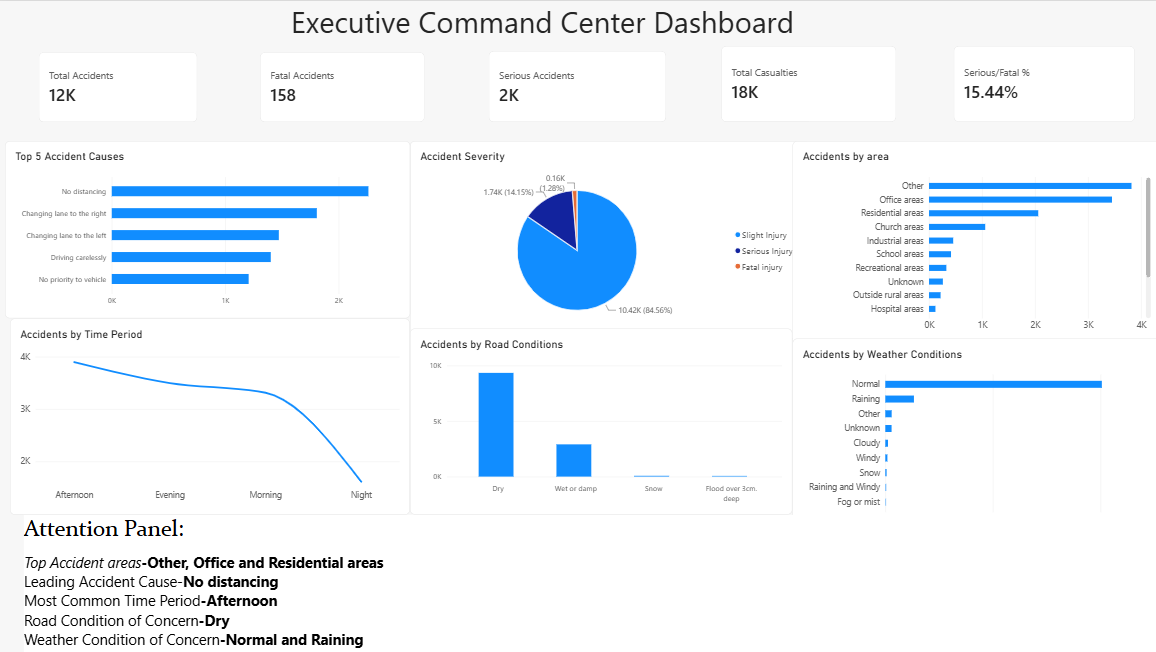 Executive Command Center Dashboard
Total Accidents
12K
Fatal Accidents
158
Serious Accidents
2K
Total Casualties
18K
Serious/Fatal %
15.44%
Top 5 Accident Causes
No distancing
Changing lane to the right
Changing lane to the left
Driving carelessly
No priority to vehicle
0K 1K 2K
Accident Severity
0.16K
(1.28%)
1.74K (14.15%)
10.42K (84.56%)
Slight Injury
Serious Injury
Fatal injury
Accidents by area
Other
Office areas
Residential areas
Church areas
Industrial areas
School areas
Recreational areas
Unknown
Outside rural areas
Hospital areas
0K 1K 2K 3K 4K
Accidents by Time Period
4K
3K
2K
Afternoon Evening Morning Night
Accidents by Road Conditions
10K
5K
0K
Dry Wet or damp Snow Flood over 3cm.
deep
Accidents by Weather Conditions
Normal
Raining
Other
Unknown
Cloudy
Windy
Snow
Raining and Windy
Fog or mist
Attention Panel:
Top Accident areas-Other, Office and Residential areas
Leading Accident Cause-No distancing
Most Common Time Period-Afternoon
Road Condition of Concern-Dry
Weather Condition of Concern-Normal and Raining